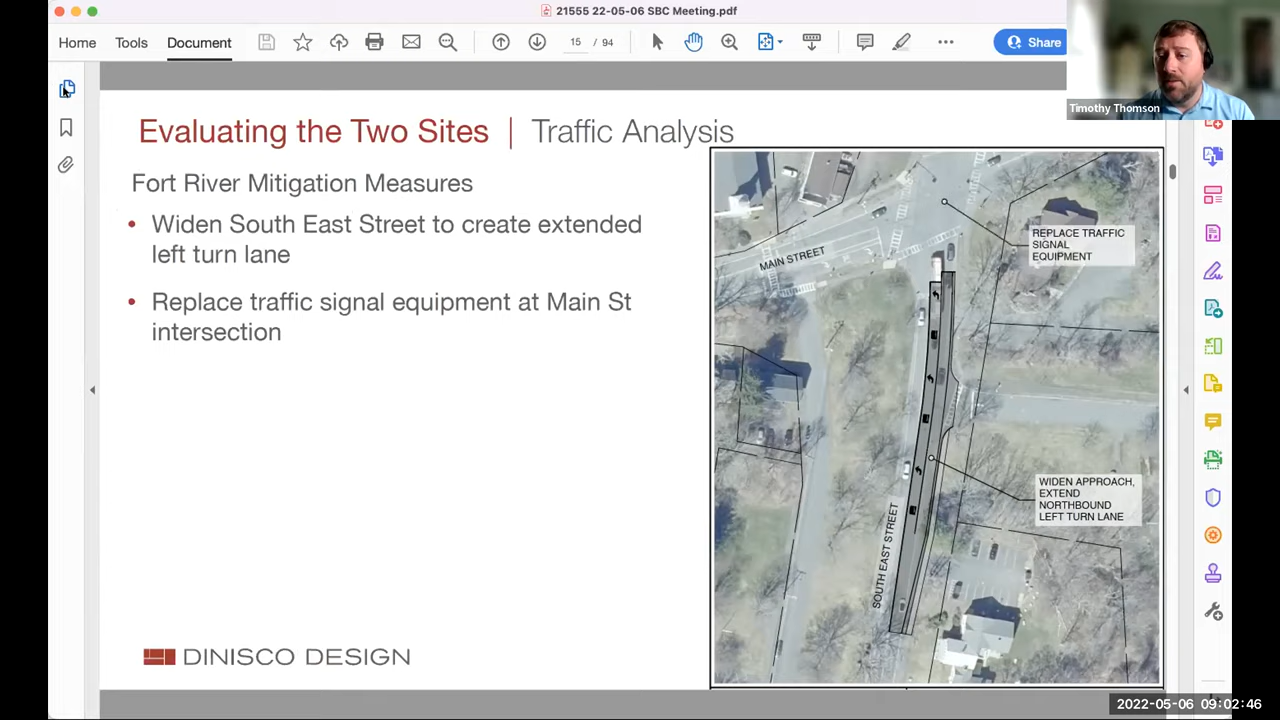 21555 22-05-06 SBC Meeting.pdf
Home Tools Document 15 / 94 Share
Timothy Thomson
Evaluating the Two Sites | Traffic Analysis
Fort River Mitigation Measures
• Widen South East Street to create extended
left turn lane
• Replace traffic signal equipment at Main St
intersection
MAIN STREET
REPLACE TRAFFIC
SIGNAL
EQUIPMENT
WIDEN APPROACH,
EXTEND
NORTHBOUND
LEFT TURN LANE
SOUTH EAST STREET
DINISCO DESIGN
2022-05-06 09:02:46